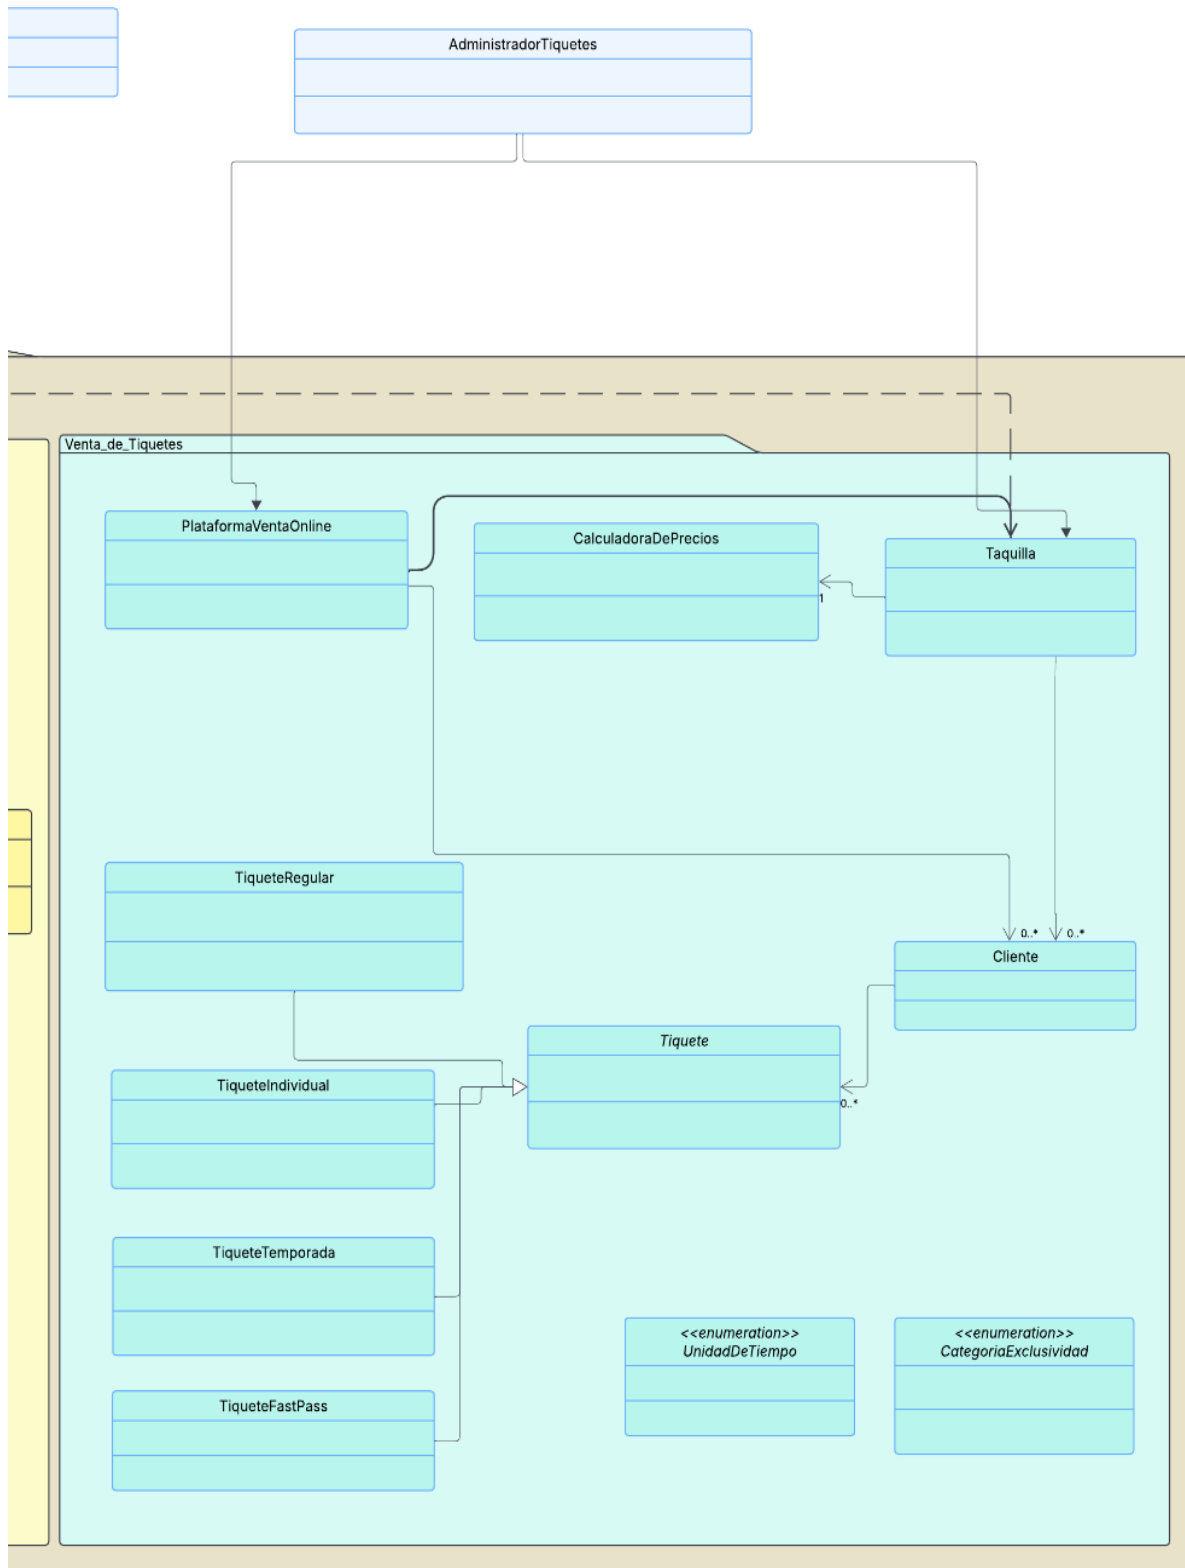 AdministradorTiquetes
Venta_de_Tiquetes
PlataformaVentaOnline
CalculadoraDePrecios
Taquilla
1
TiqueteRegular
0..*
0..*
Cliente
Tiquete
0..*
TiqueteIndividual
TiqueteTemporada
<<enumeration>>
UnidadDeTiempo
<<enumeration>>
CategoriaExclusividad
TiqueteFastPass